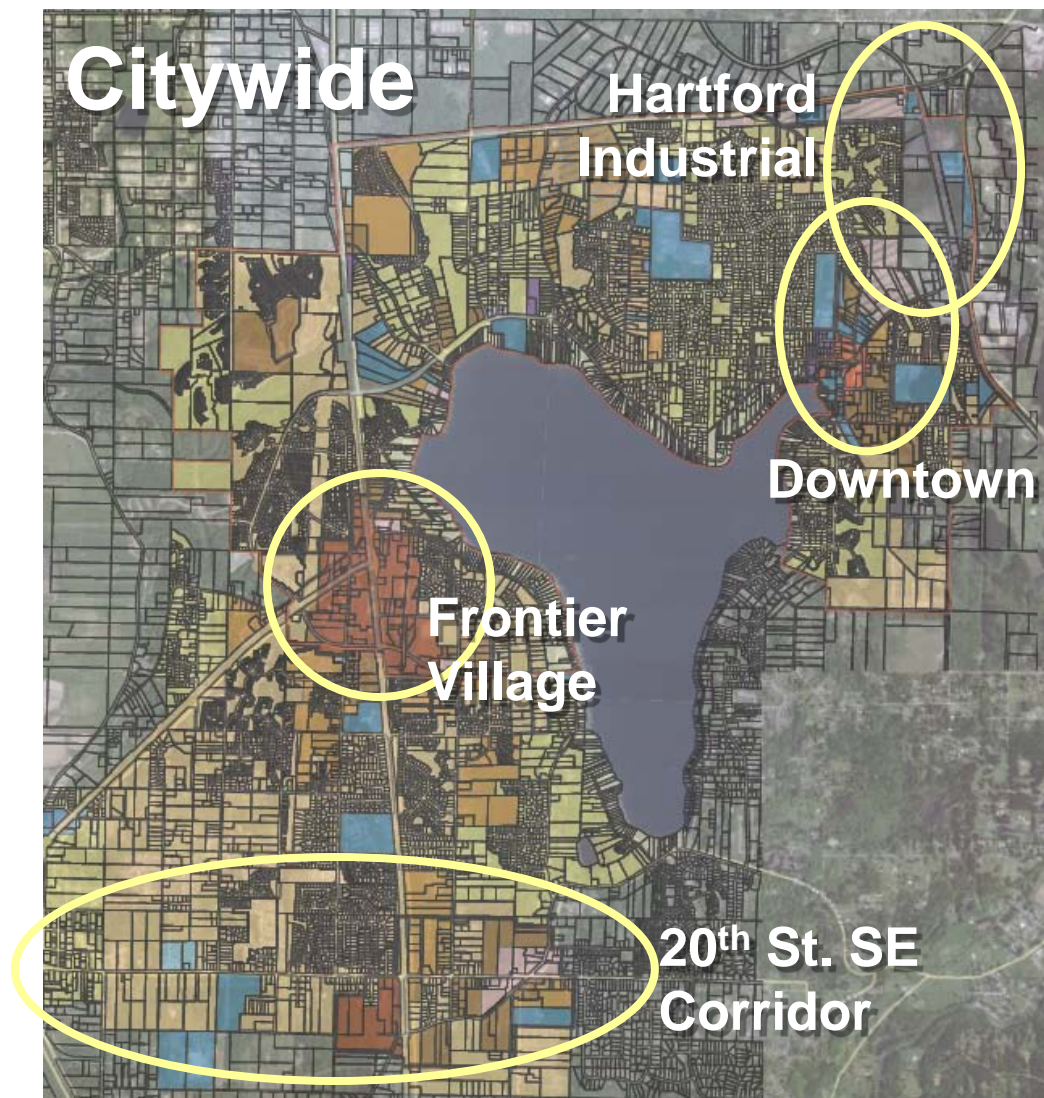 Citywide
Hartford
Industrial
Downtown
Frontier
Village
20th St. SE
Corridor